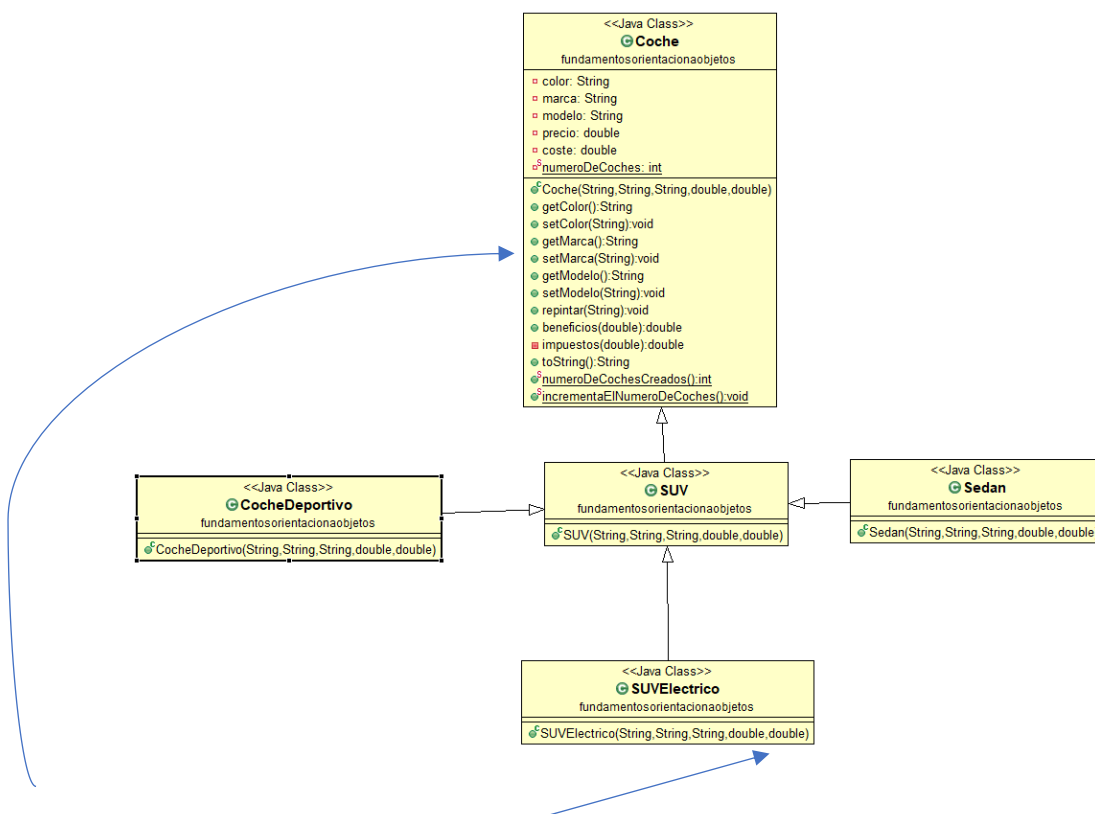 <<Java Class>>
Coche
fundamentosorientacionaobjetos
color: String
marca: String
modelo: String
precio: double
coste: double
numeroDeCoches: int
Coche(String,String,String,double,double)
getColor():String
setColor(String):void
getMarca():String
setMarca(String):void
getModelo():String
setModelo(String):void
repintar(String):void
beneficios(double):double
impuestos(double):double
toString():String
numeroDeCochesCreados():int
incrementaElNumeroDeCoches():void
<<Java Class>>
CocheDeportivo
fundamentosorientacionaobjetos
CocheDeportivo(String,String,String,double,double)
<<Java Class>>
SUV
fundamentosorientacionaobjetos
SUV(String,String,String,double,double)
<<Java Class>>
Sedan
fundamentosorientacionaobjetos
Sedan(String,String,String,double,double
<<Java Class>>
SUVElectrico
fundamentosorientacionaobjetos
SUVElectrico(String,String,String,double,double)